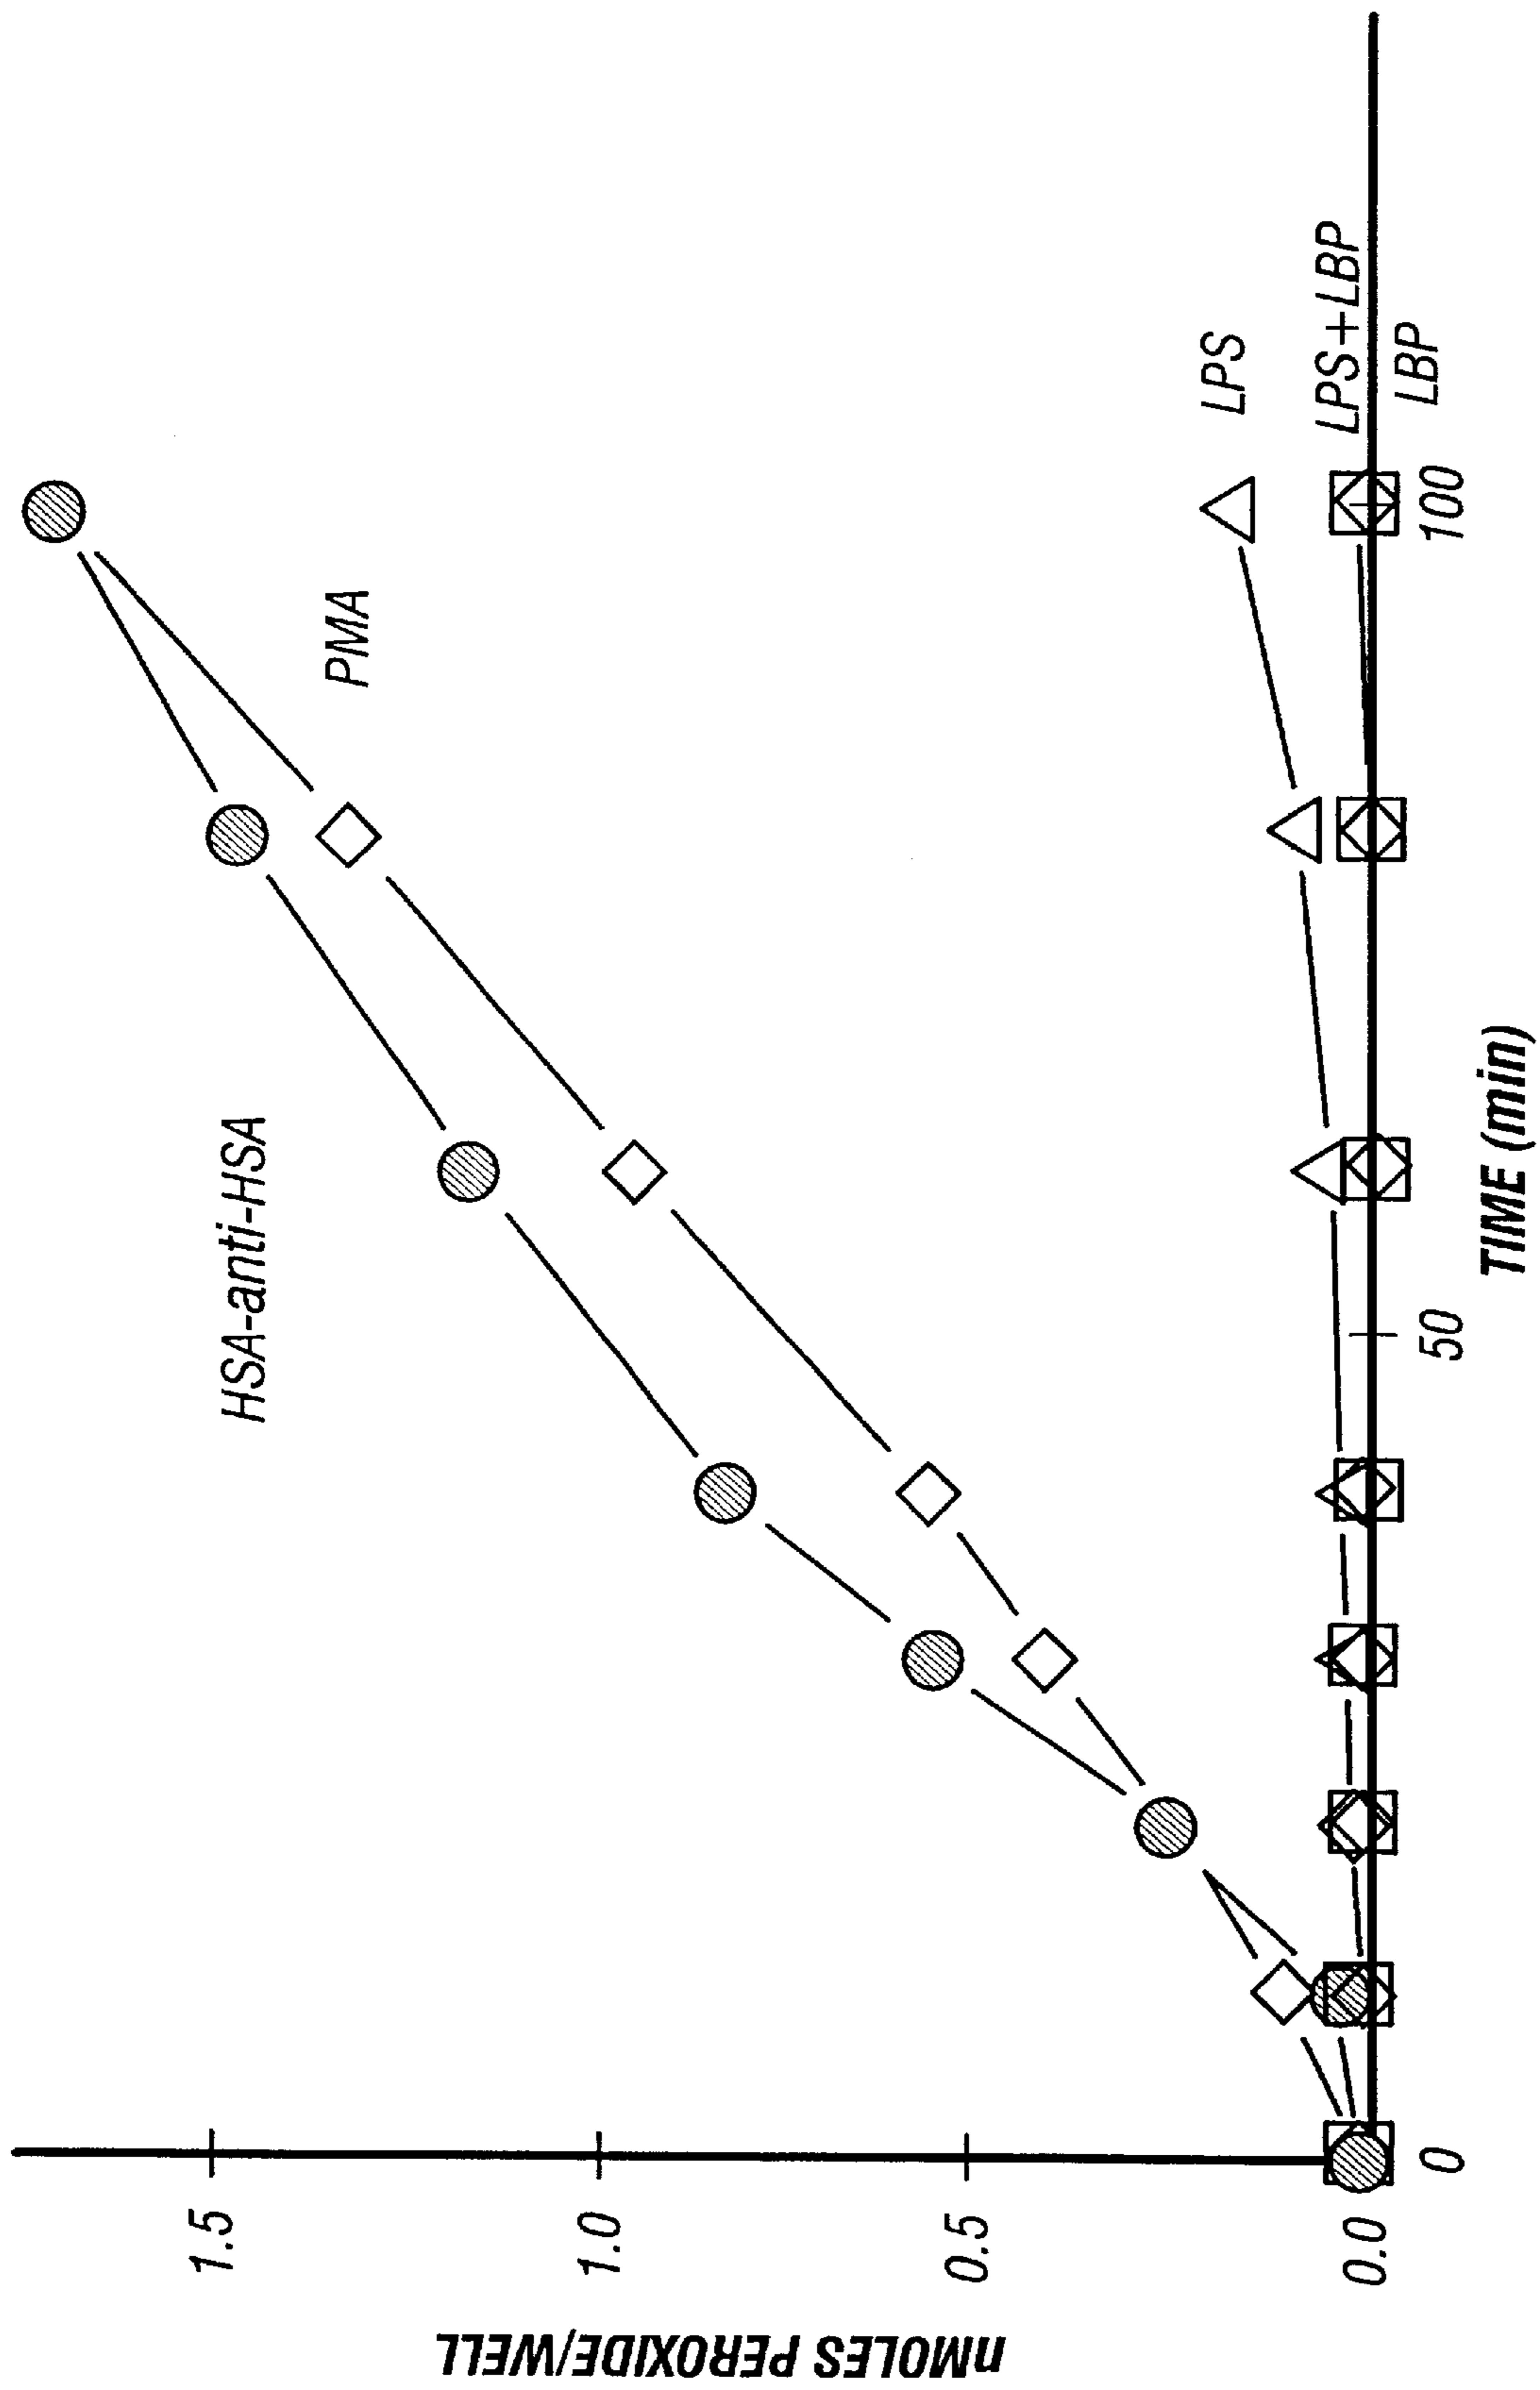 nMOLES PEROXIDE/WELL
1.5
1.0
0.5
0.0
HSA-anti-HSA
PMA
LPS
LPS+LBP
LBP
0
50
100
TIME (min)